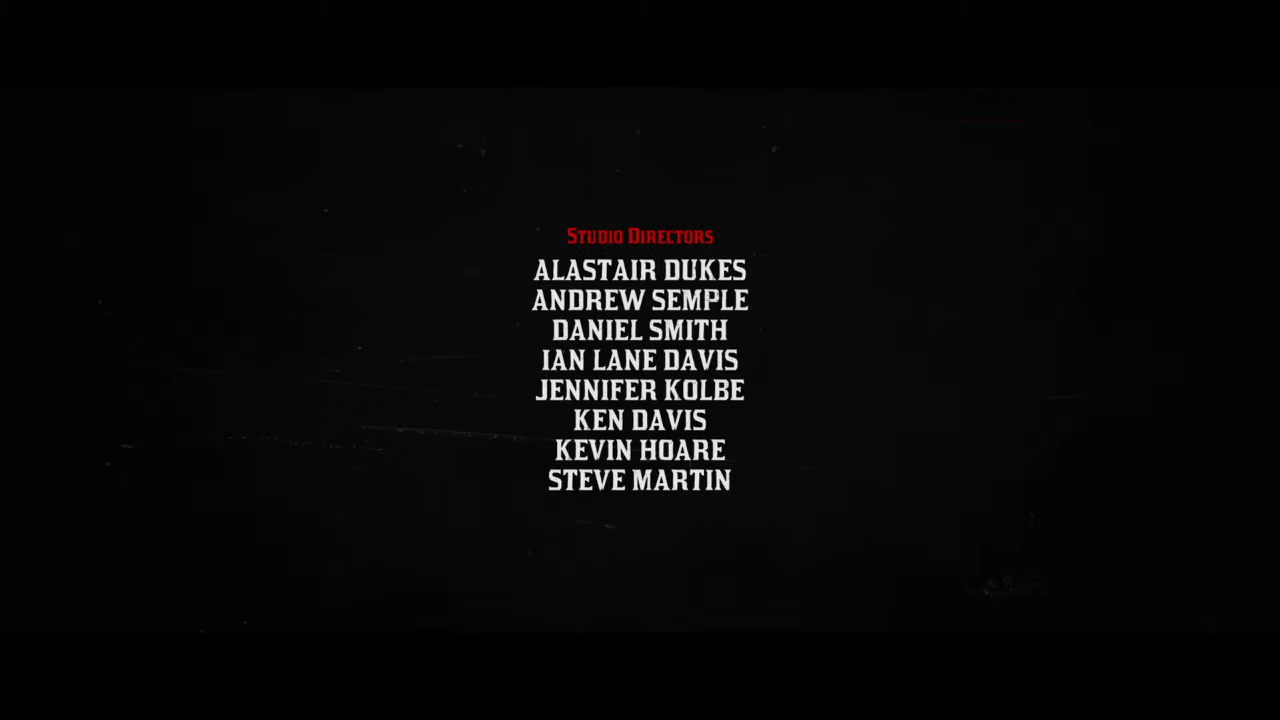 Studio Directors
ALASTAIR DUKES
ANDREW SEMPLE
DANIEL SMITH
IAN LANE DAVIS
JENNIFER KOLBE
KEN DAVIS
KEVIN HOARE
STEVE MARTIN